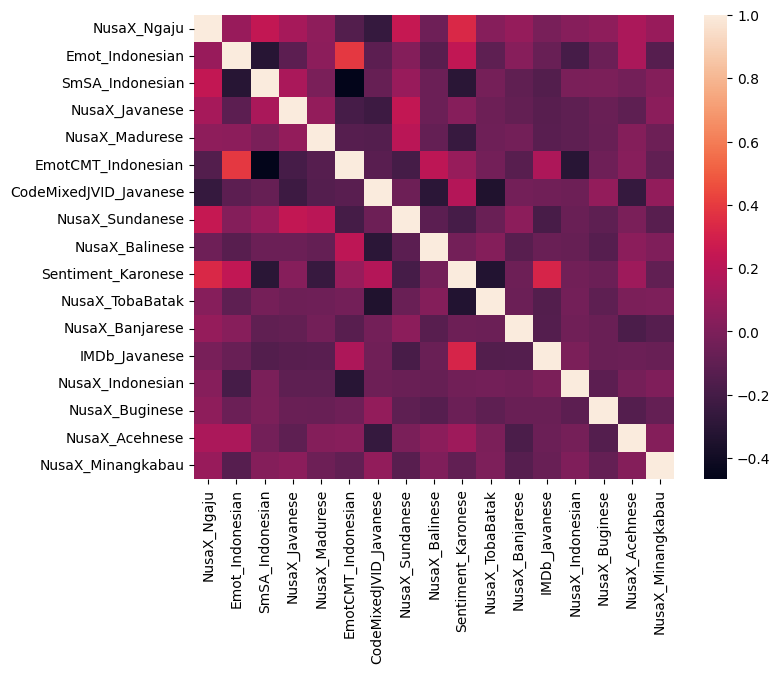 NusaX_Ngaju
Emot_Indonesian
SmSA_Indonesian
NusaX_Javanese
NusaX_Madurese
EmotCMT_Indonesian
CodeMixedJVID_Javanese
NusaX_Sundanese
NusaX_Balinese
Sentiment_Karonese
NusaX_TobaBatak
NusaX_Banjarese
IMDb_Javanese
NusaX_Indonesian
NusaX_Buginese
NusaX_Acehnese
NusaX_Minangkabau
NusaX_Ngaju
Emot_Indonesian
SmSA_Indonesian
NusaX_Javanese
NusaX_Madurese
EmotCMT_Indonesian
CodeMixedJVID_Javanese
NusaX_Sundanese
NusaX_Balinese
Sentiment_Karonese
NusaX_TobaBatak
NusaX_Banjarese
IMDb_Javanese
NusaX_Indonesian
NusaX_Buginese
NusaX_Acehnese
NusaX_Minangkabau
1.0
0.8
0.6
0.4
0.2
0.0
−0.2
−0.4